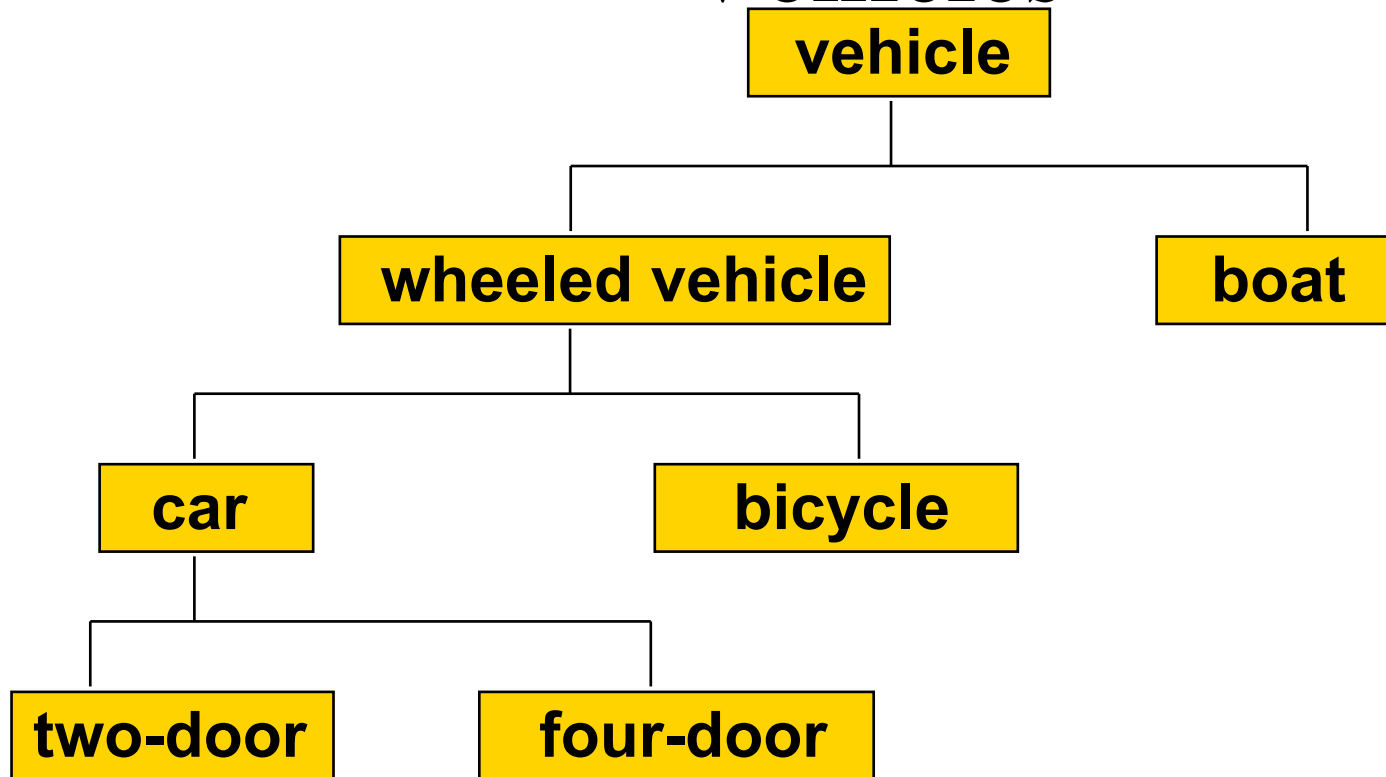 vehicle
wheeled vehicle
boat
car
bicycle
two-door
four-door